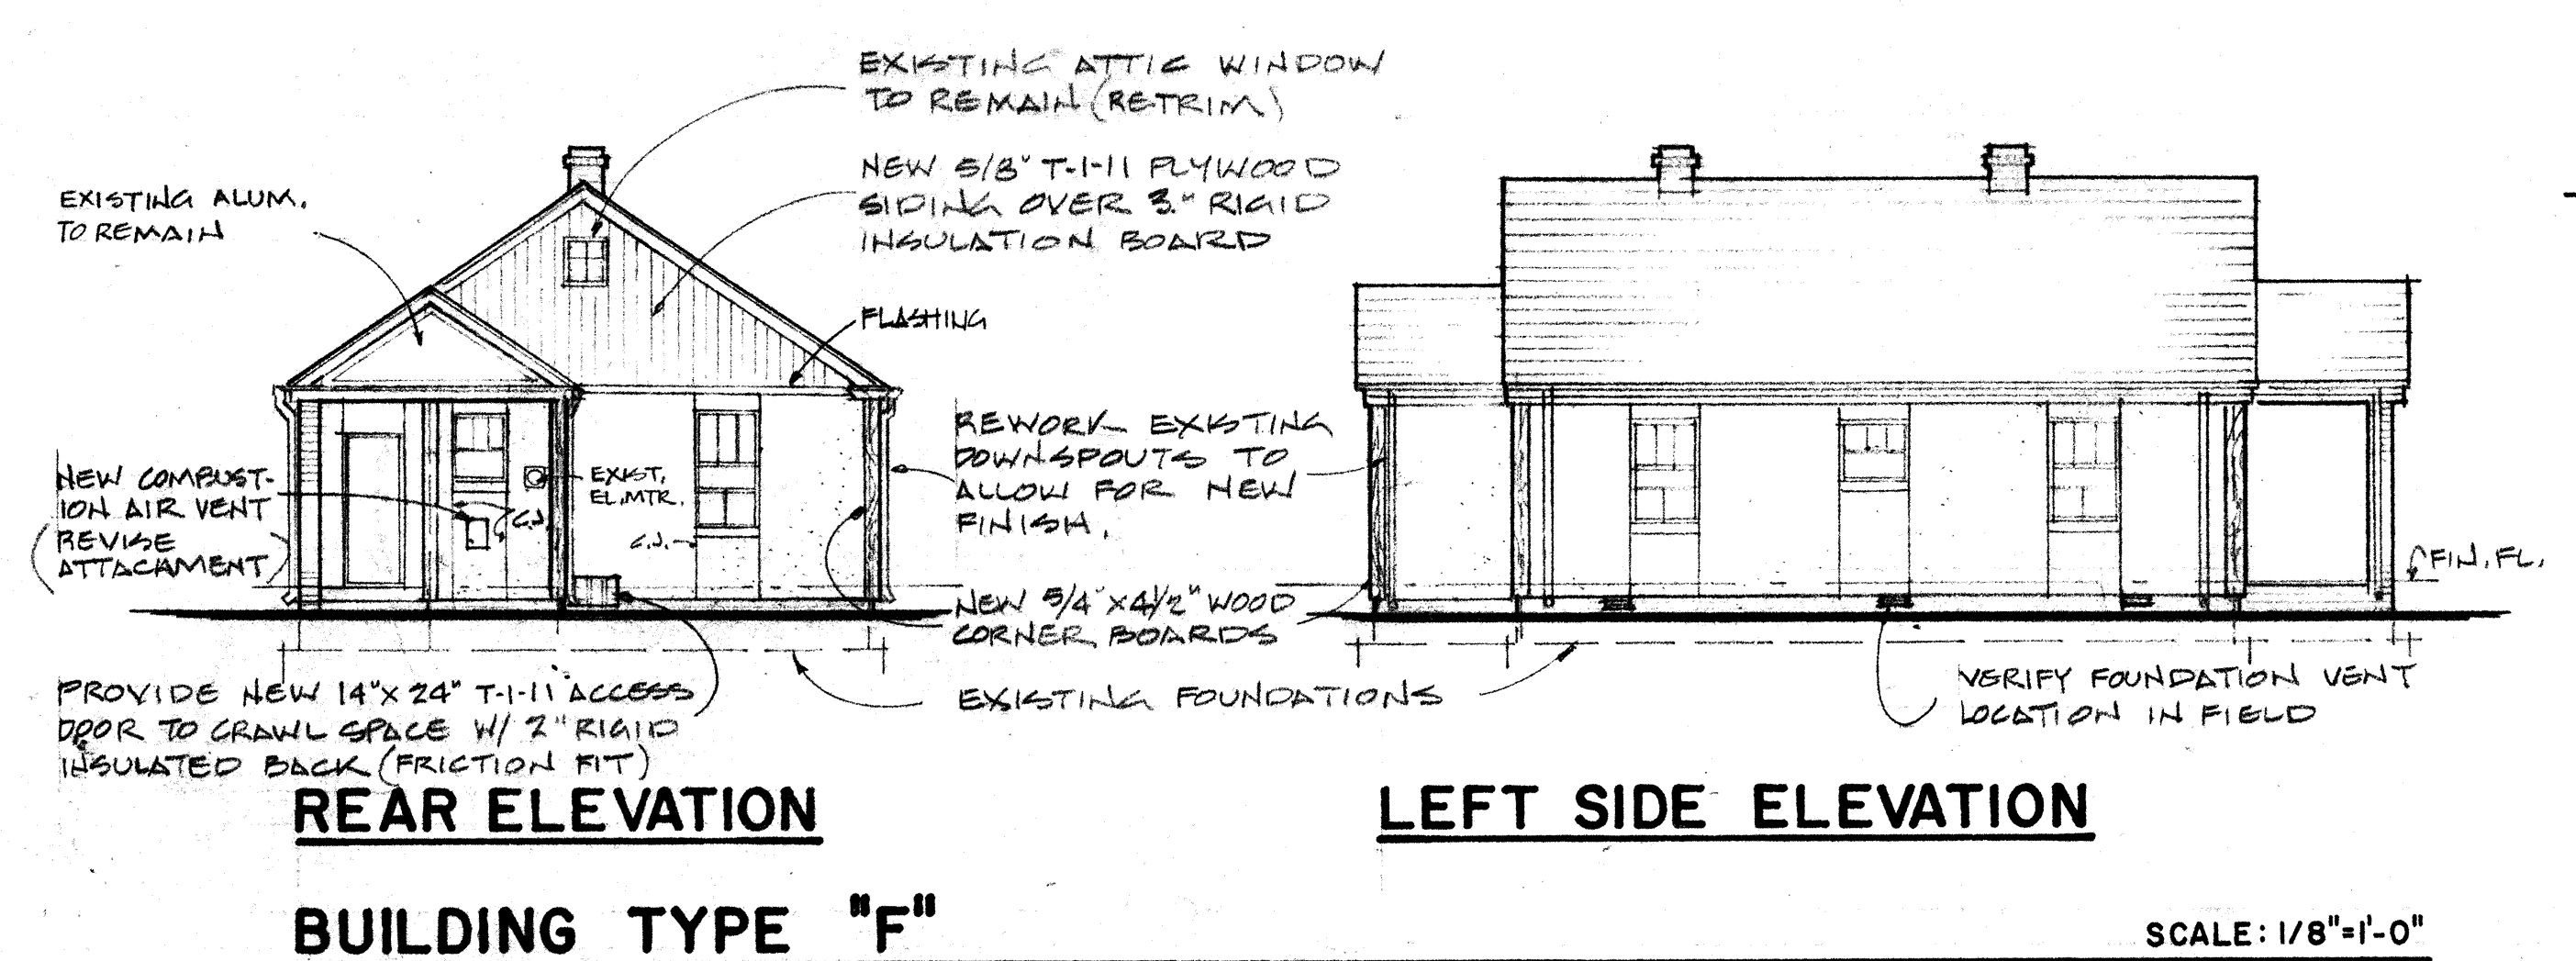 EXISTING ATTIC WINDOW
TO REMAIN (RETRIM)
NEW 5/8" T-1-11 PLYWOOD
SIDING OVER 3" RIGID
INSULATION BOARD
EXISTING ALUM.
TO REMAIN
FLASHING
REWORK EXISTING
DOWNSPOUTS TO
ALLOW FOR NEW
FINISH.
NEW COMBUST-
ION AIR VENT
(REVISE
ATTACHMENT)
EXIST.
EL. MTR.
C.J.
C.J.
FIN. FL.
NEW 5/4" X 4 1/2" WOOD
CORNER BOARDS
PROVIDE NEW 14" X 24" T-1-11 ACCESS
DOOR TO CRAWL SPACE W/ 2" RIGID
INSULATED BACK (FRICTION FIT)
EXISTING FOUNDATIONS
VERIFY FOUNDATION VENT
LOCATION IN FIELD
REAR ELEVATION
LEFT SIDE ELEVATION
BUILDING TYPE "F"
SCALE: 1/8"=1'-0"